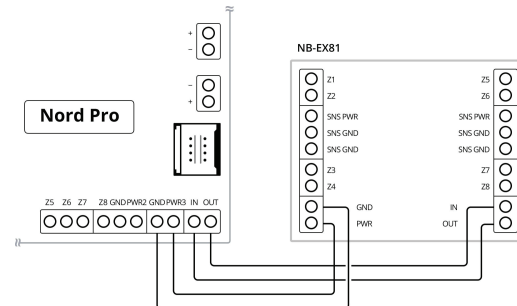 +
−
−
+
Nord Pro
Z5 Z6 Z7 Z8 GND PWR2 GND PWR3 IN OUT
NB-EX81
Z1 Z5
Z2 Z6
SNS PWR SNS PWR
SNS GND SNS GND
SNS GND SNS GND
Z3 Z7
Z4 Z8
GND IN
PWR OUT